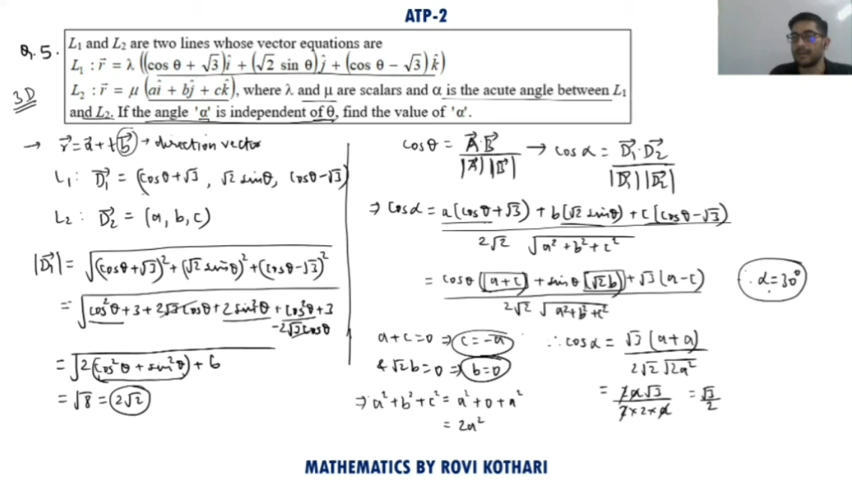 ATP-2
Q.5.
L₁ and L₂ are two lines whose vector equations are
L₁ : r⃗ = λ ((cos θ + √3)î + (√2 sin θ)ĵ + (cos θ − √3)k̂)
L₂ : r⃗ = μ (aî + bĵ + ck̂), where λ and μ are scalars and α is the acute angle between L₁
and L₂. If the angle 'α' is independent of θ, find the value of 'α'.
3D
→ r⃗ = a⃗ + t b⃗ → direction vector
L₁ : D₁⃗ = (cosθ+√3, √2 sinθ, cosθ-√3)
L₂ : D₂⃗ = (a, b, c)
|D₁⃗| = √((cosθ+√3)² + (√2 sinθ)² + (cosθ-√3)²)
= √(cos²θ + 3 + 2√3 cosθ + 2 sin²θ + cos²θ + 3
-2√3 cosθ)
= √(2(cos²θ + sin²θ) + 6)
= √8 = 2√2
cosθ = A⃗.B⃗ / |A⃗| |B⃗| → cosα = D₁⃗.D₂⃗ / |D₁⃗| |D₂⃗|
⇒ cosα = a(cosθ+√3) + b(√2 sinθ) + c(cosθ-√3) / 2√2 √(a²+b²+c²)
= cosθ (a+c) + sinθ (√2b) + √3 (a-c) / 2√2 √(a²+b²+c²)
∴ α = 30°
a+c=0 ⇒ c=-a
& √2b=0 ⇒ b=0
⇒ a²+b²+c² = a²+0+a²
= 2a²
∴ cosα = √3 (a+a) / 2√2 √(2a²)
= 2a√3 / 2×2×a = √3/2
MATHEMATICS BY ROVI KOTHARI